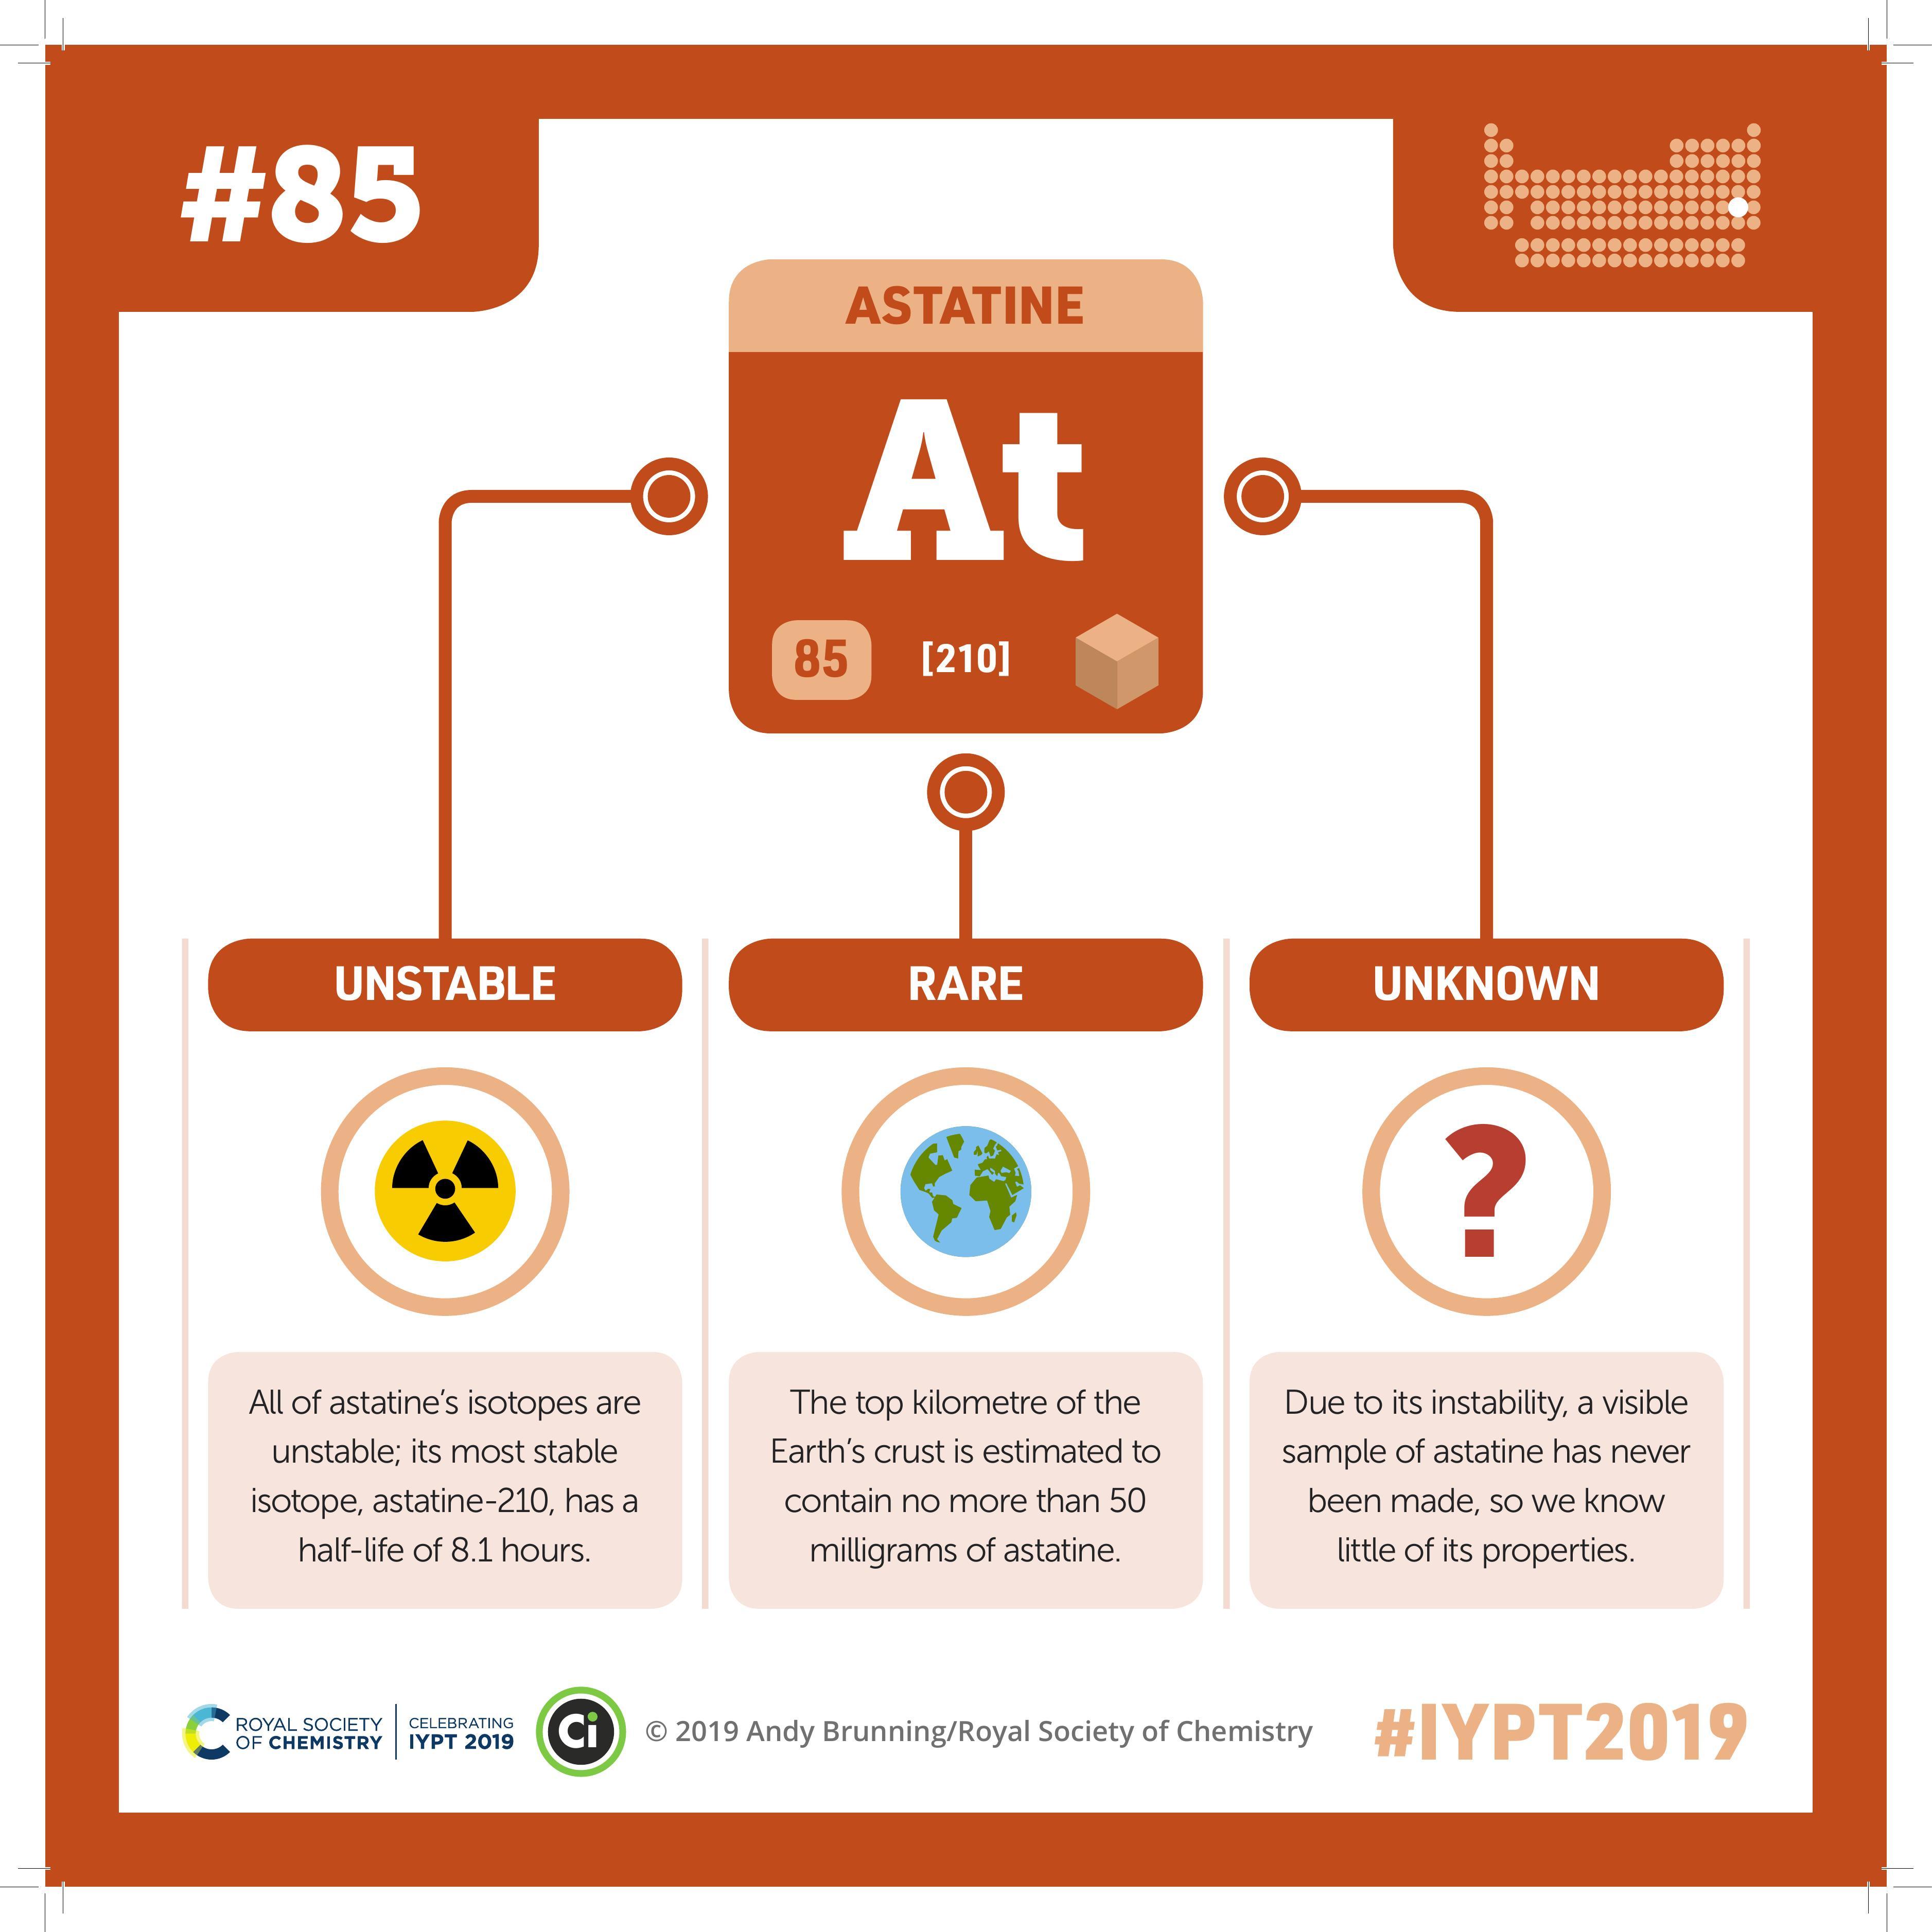 #85
ASTATINE
At
85 [210]
UNSTABLE
All of astatine's isotopes are
unstable; its most stable
isotope, astatine-210, has a
half-life of 8.1 hours.
RARE
The top kilometre of the
Earth's crust is estimated to
contain no more than 50
milligrams of astatine.
UNKNOWN
?
Due to its instability, a visible
sample of astatine has never
been made, so we know
little of its properties.
ROYAL SOCIETY
OF CHEMISTRY
CELEBRATING
IYPT 2019
Ci
© 2019 Andy Brunning/Royal Society of Chemistry
#IYPT2019